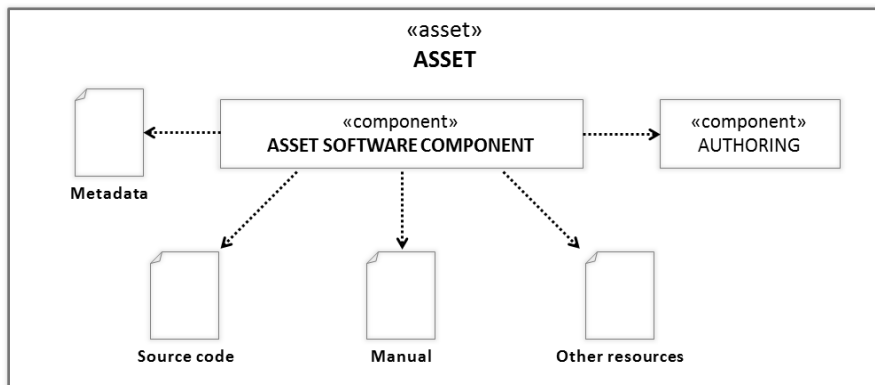 «asset»
ASSET
«component»
ASSET SOFTWARE COMPONENT
«component»
AUTHORING
Metadata
Source code
Manual
Other resources